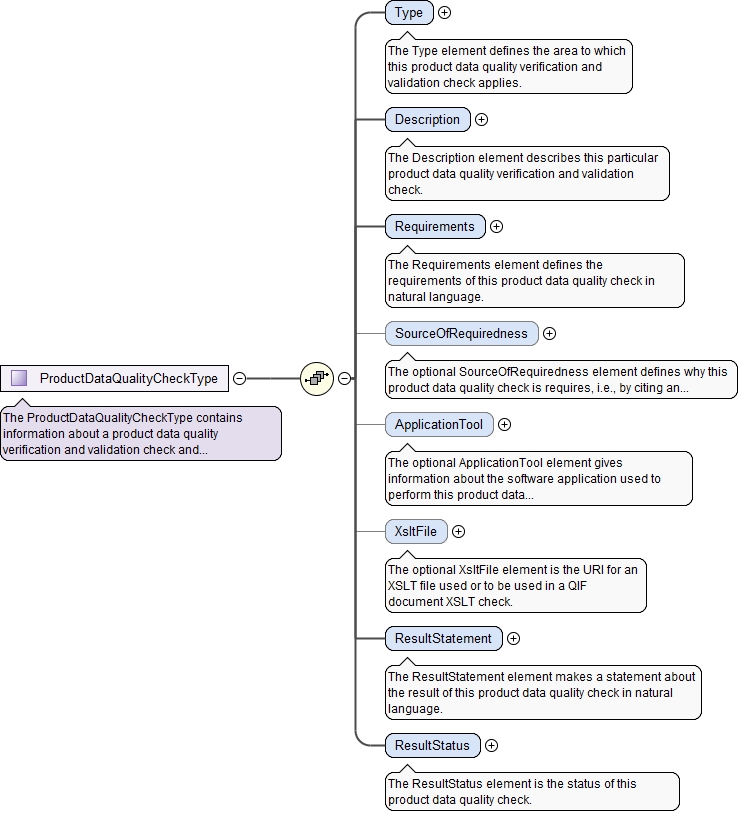 Type
The Type element defines the area to which
this product data quality verification and
validation check applies.
Description
The Description element describes this particular
product data quality verification and validation
check.
Requirements
The Requirements element defines the
requirements of this product data quality check in
natural language.
SourceOfRequiredness
The optional SourceOfRequiredness element defines why this
product data quality check is requires, i.e., by citing an...
ProductDataQualityCheckType
The ProductDataQualityCheckType contains
information about a product data quality
verification and validation check and...
ApplicationTool
The optional ApplicationTool element gives
information about the software application used to
perform this product data...
XsltFile
The optional XsltFile element is the URI for an
XSLT file used or to be used in a QIF
document XSLT check.
ResultStatement
The ResultStatement element makes a statement about
the result of this product data quality check in natural
language.
ResultStatus
The ResultStatus element is the status of this
product data quality check.